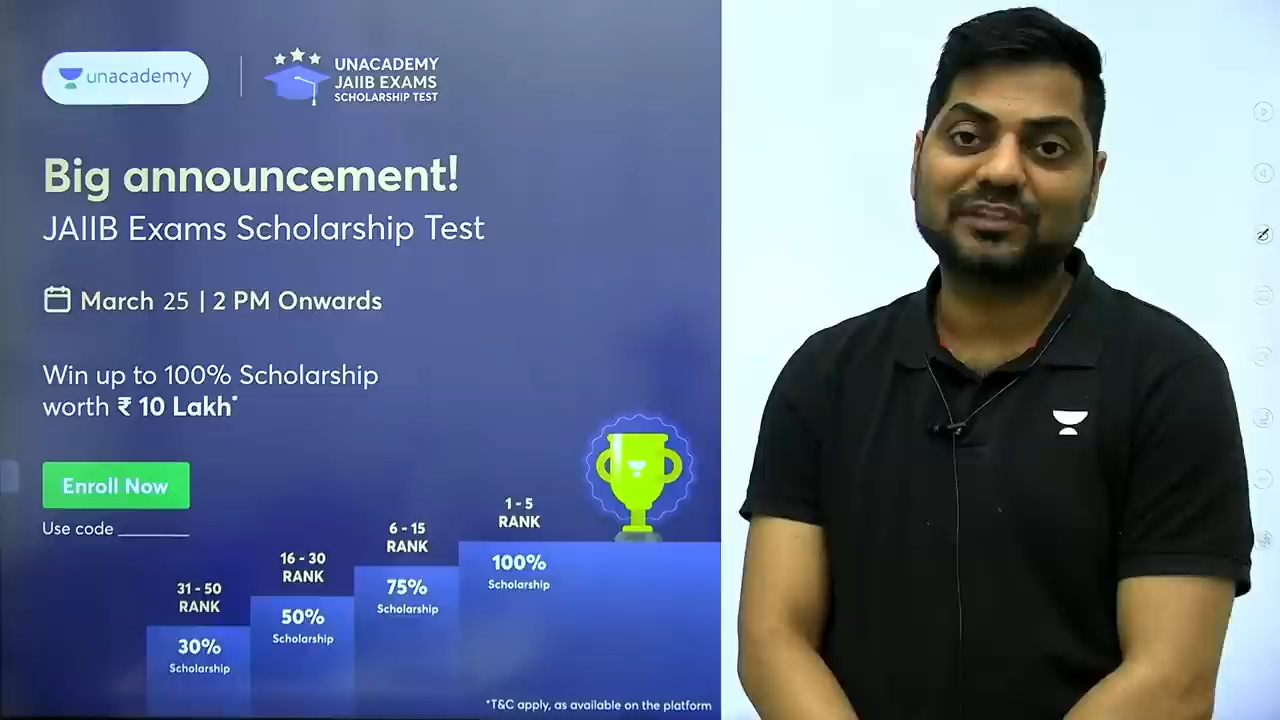 unacademy
UNACADEMY
JAIIB EXAMS
SCHOLARSHIP TEST
Big announcement!
JAIIB Exams Scholarship Test
March 25 | 2 PM Onwards
Win up to 100% Scholarship
worth ₹ 10 Lakh*
Enroll Now
Use code ________
31 - 50
RANK
30%
Scholarship
16 - 30
RANK
50%
Scholarship
6 - 15
RANK
75%
Scholarship
1 - 5
RANK
100%
Scholarship
*T&C apply, as available on the platform